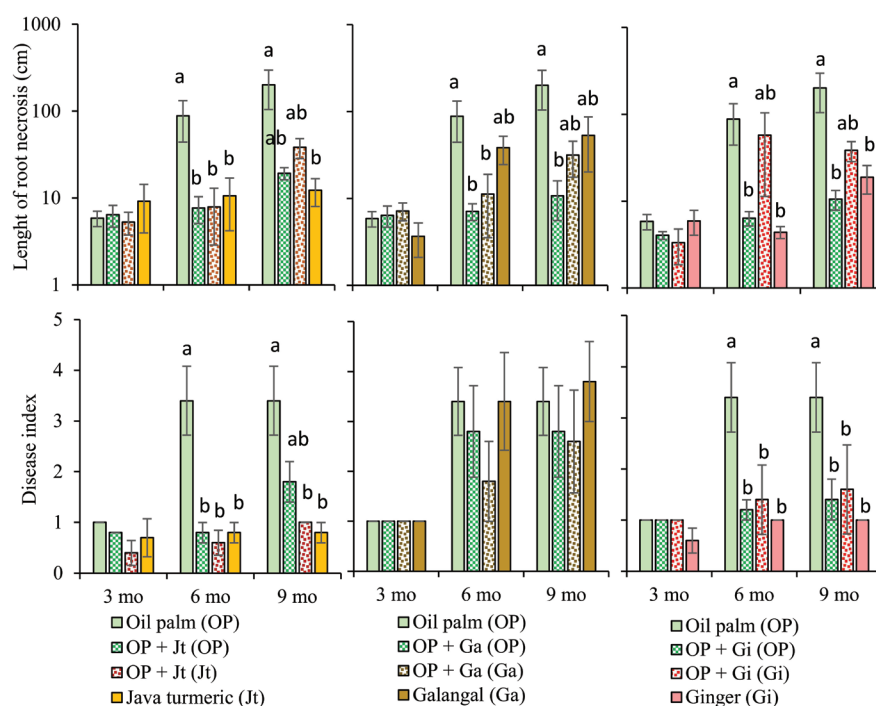 Lenght of root necrosis (cm)
1000
100
10
1
a
b
b
b
a
ab
ab
b
a
b
b
ab
a
b
ab
ab
a
b
ab
b
a
b
ab
b
Disease index
5
4
3
2
1
0
a
b
b
b
a
ab
b
b
a
b
b
b
a
b
b
b
3 mo 6 mo 9 mo
3 mo 6 mo 9 mo
3 mo 6 mo 9 mo
Oil palm (OP)
OP + Jt (OP)
OP + Jt (Jt)
Java turmeric (Jt)
Oil palm (OP)
OP + Ga (OP)
OP + Ga (Ga)
Galangal (Ga)
Oil palm (OP)
OP + Gi (OP)
OP + Gi (Gi)
Ginger (Gi)